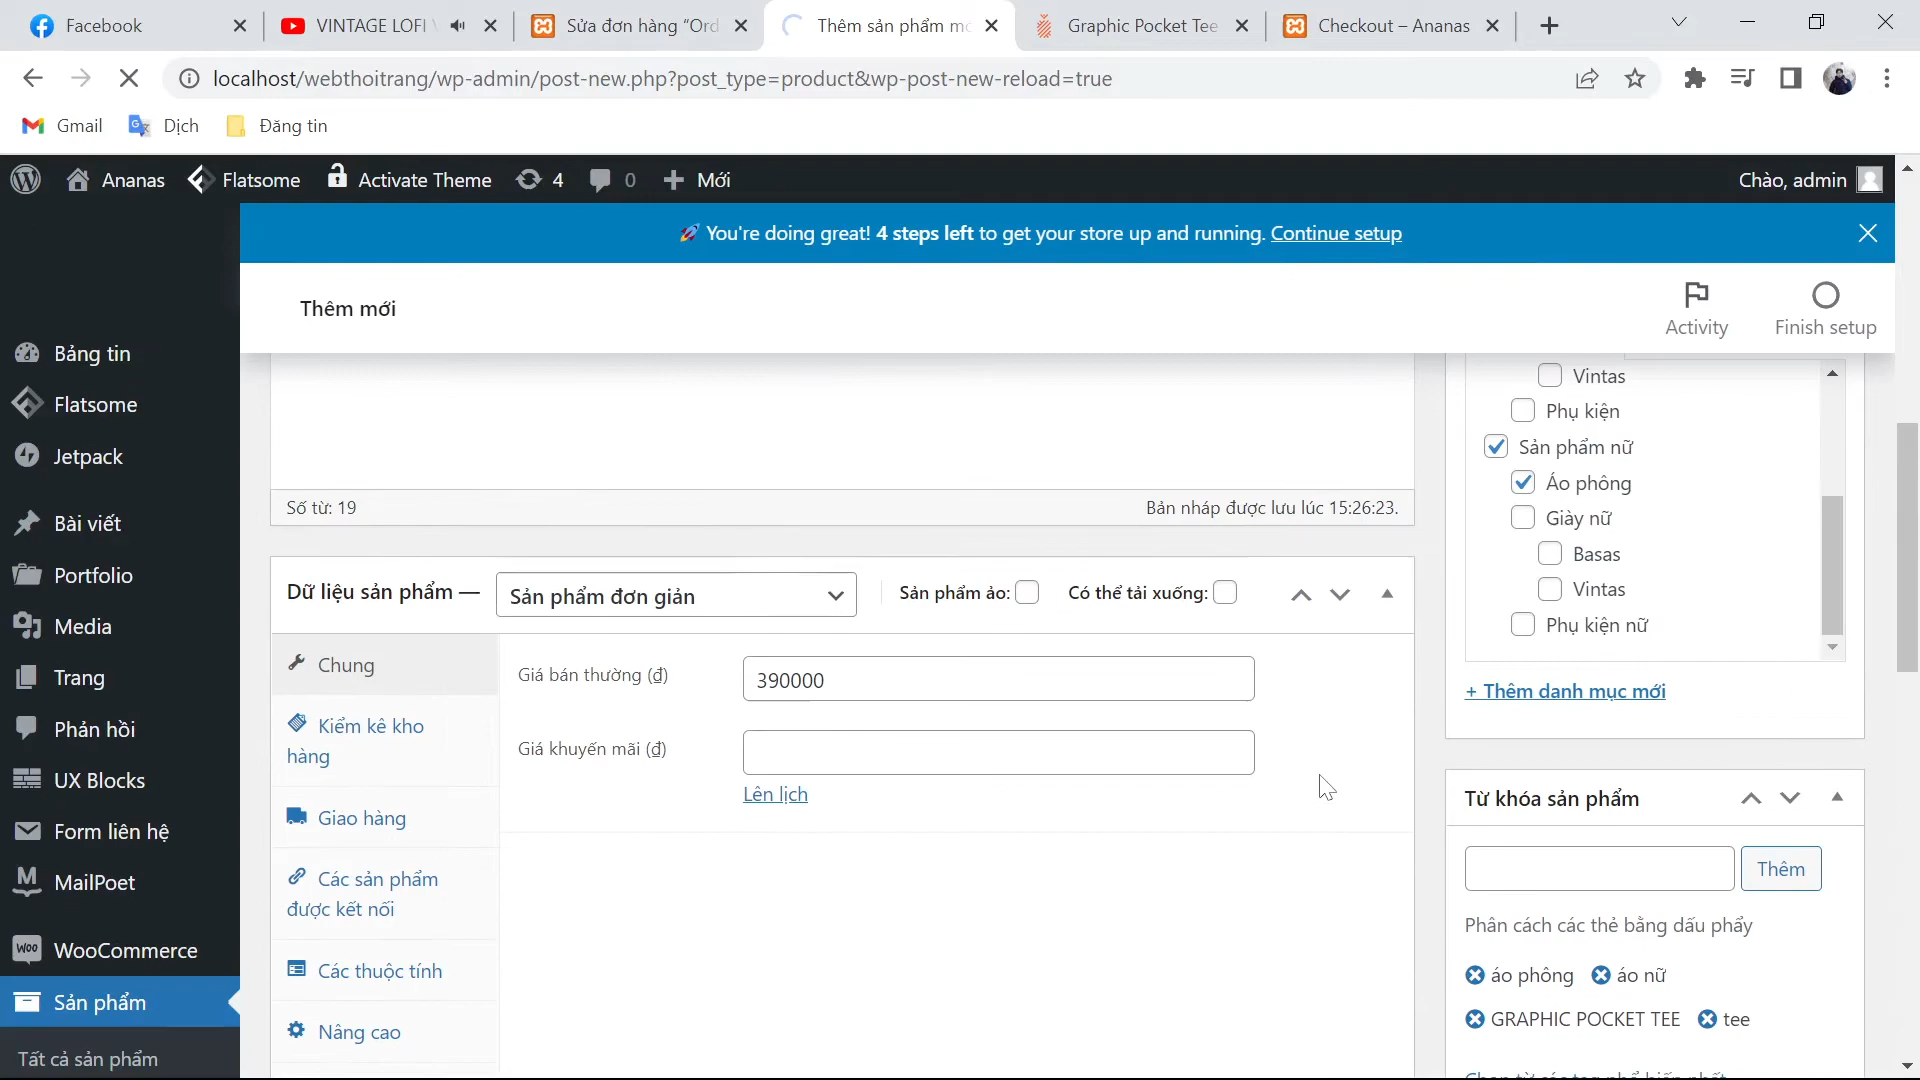 Facebook
VINTAGE LOFI
Sửa đơn hàng “Ord
Thêm sản phẩm mớ
Graphic Pocket Tee
Checkout – Ananas
localhost/webthoitrang/wp-admin/post-new.php?post_type=product&wp-post-new-reload=true
Gmail
Dịch
Đăng tin
Ananas
Flatsome
Activate Theme
4
0
Mới
Chào, admin
🚀 You're doing great! 4 steps left to get your store up and running. Continue setup
Thêm mới
Activity
Finish setup
Bảng tin
Flatsome
Jetpack
Bài viết
Portfolio
Media
Trang
Phản hồi
UX Blocks
Form liên hệ
MailPoet
WooCommerce
Sản phẩm
Tất cả sản phẩm
Số từ: 19
Bản nháp được lưu lúc 15:26:23.
Dữ liệu sản phẩm —
Sản phẩm đơn giản
Sản phẩm ảo:
Có thể tải xuống:
Chung
Kiểm kê kho
hàng
Giao hàng
Các sản phẩm
được kết nối
Các thuộc tính
Nâng cao
Giá bán thường (₫)
390000
Giá khuyến mãi (₫)
Lên lịch
Vintas
Phụ kiện
Sản phẩm nữ
Áo phông
Giày nữ
Basas
Vintas
Phụ kiện nữ
+ Thêm danh mục mới
Từ khóa sản phẩm
Thêm
Phân cách các thẻ bằng dấu phẩy
áo phông
áo nữ
GRAPHIC POCKET TEE
tee